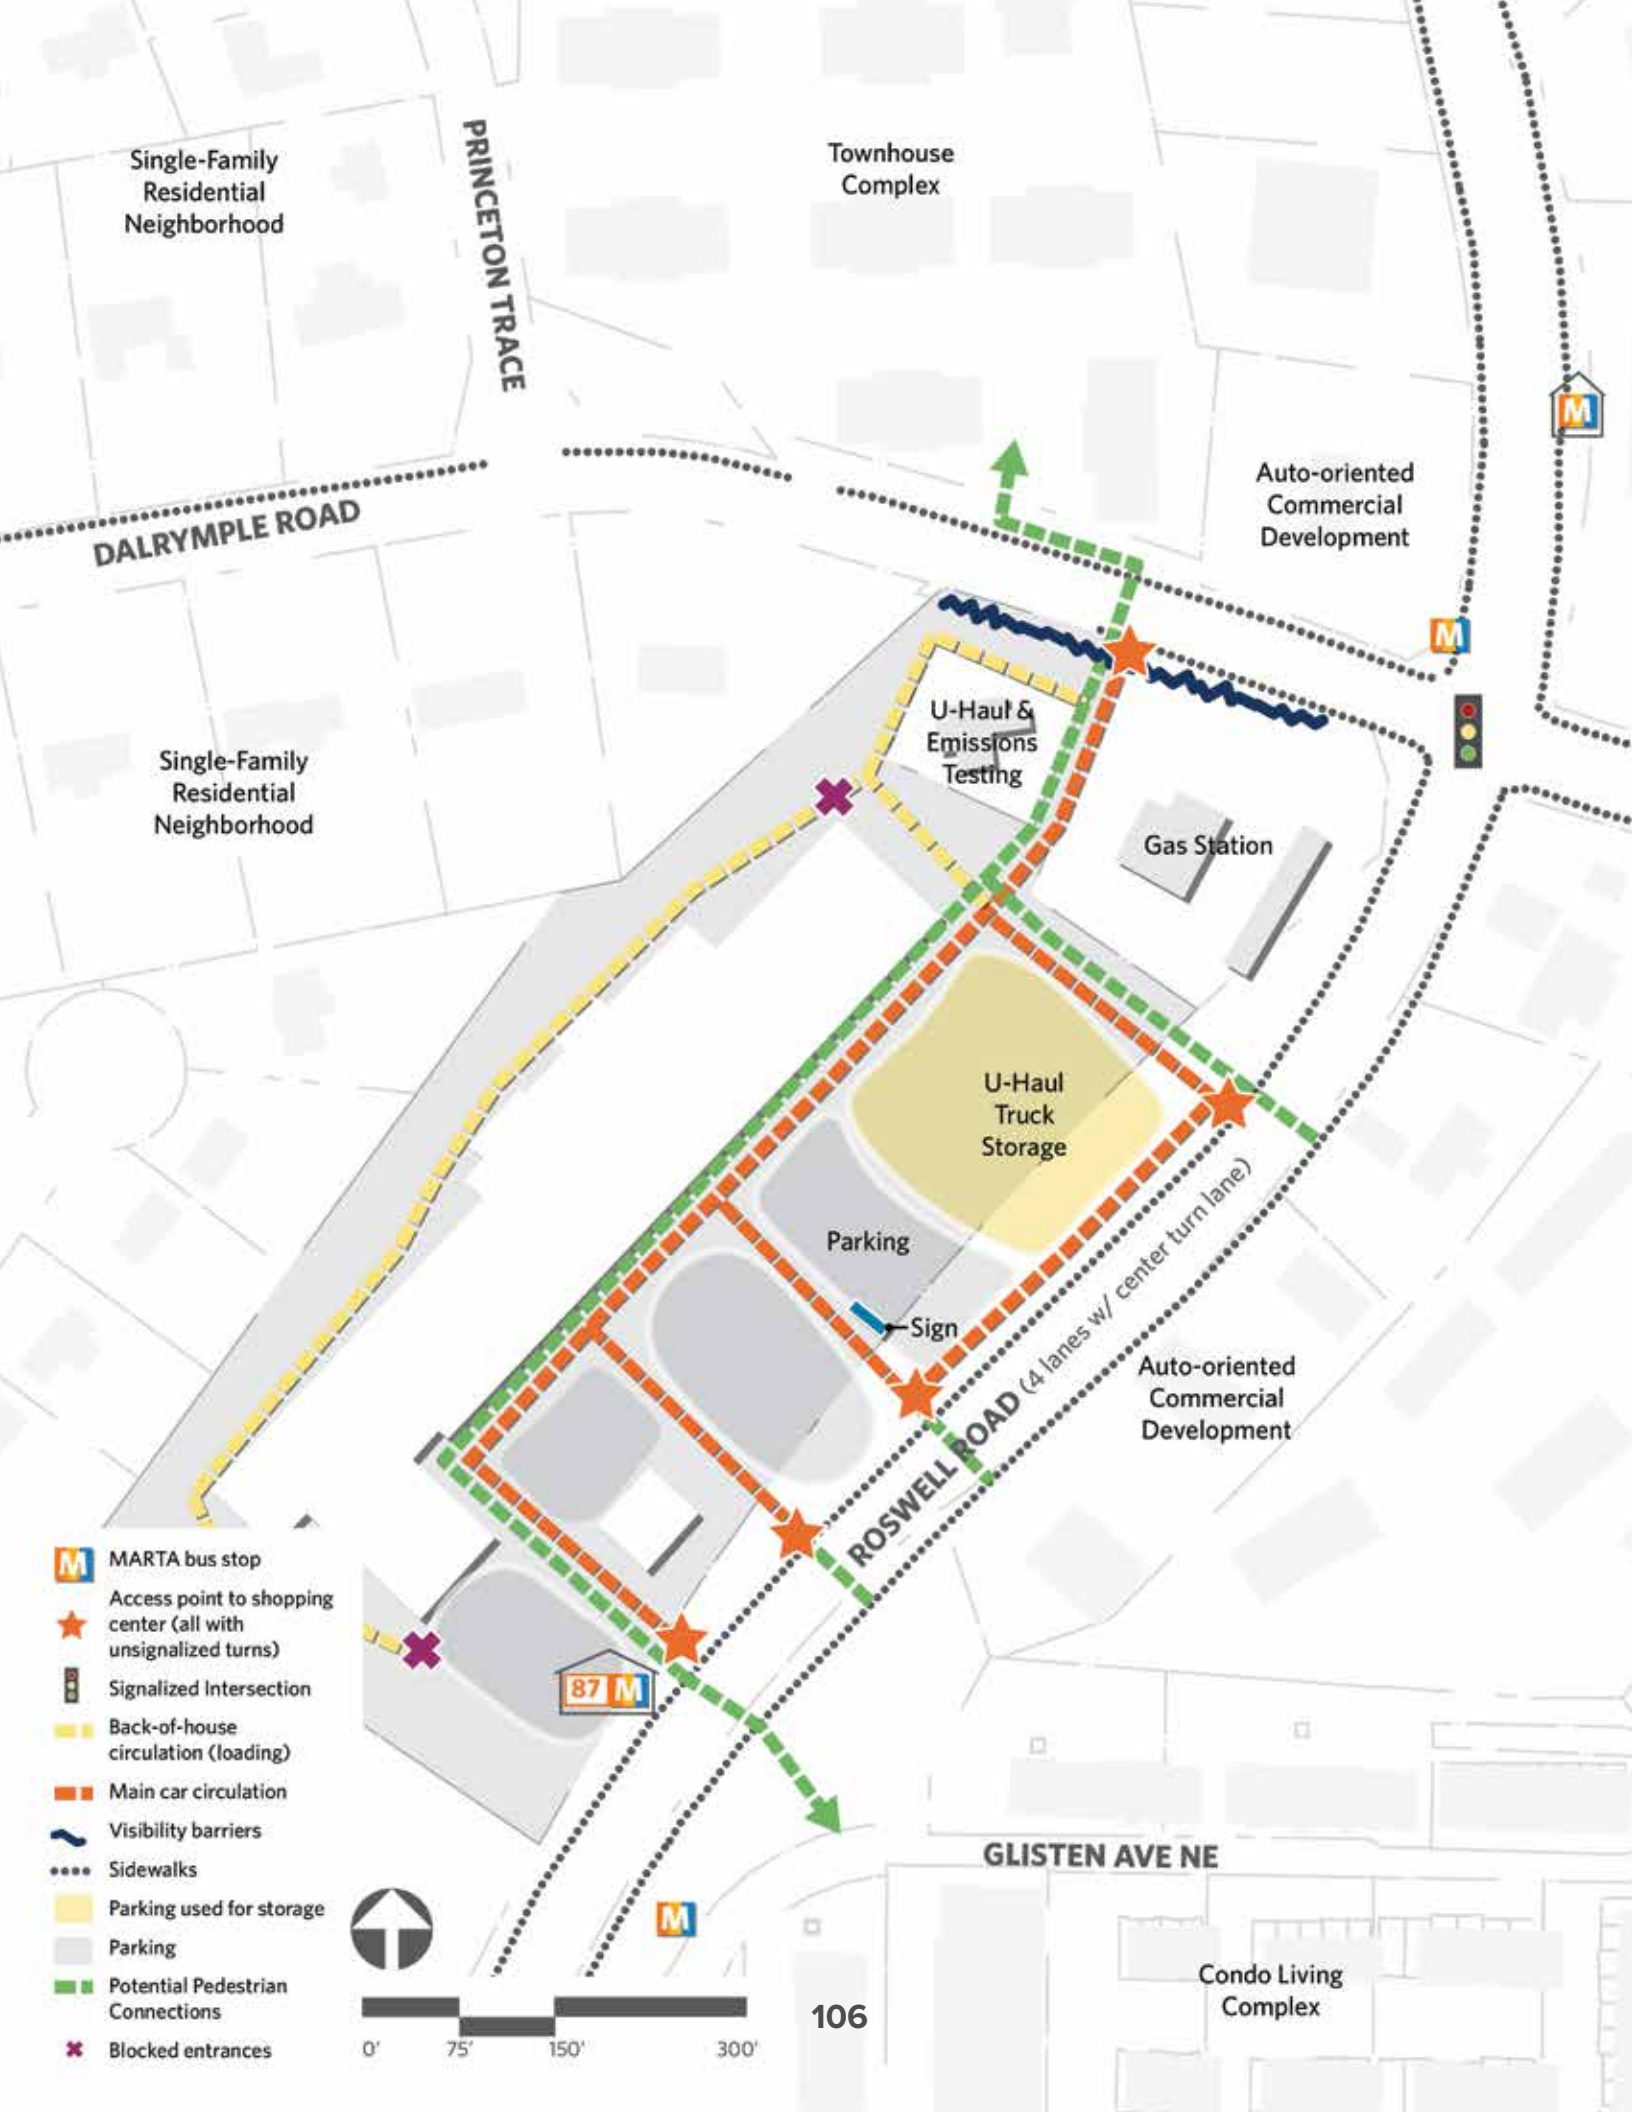 Single-Family
Residential
Neighborhood
PRINCETON TRACE
Townhouse
Complex
M
Auto-oriented
Commercial
Development
DALRYMPLE ROAD
M
U-Haul &
Emissions
Testing
Single-Family
Residential
Neighborhood
Gas Station
U-Haul
Truck
Storage
Parking
Sign
ROSWELL ROAD (4 lanes w/ center turn lane)
Auto-oriented
Commercial
Development
87 M
M
GLISTEN AVE NE
Condo Living
Complex
M MARTA bus stop
Access point to shopping
center (all with
unsignalized turns)
Signalized Intersection
Back-of-house
circulation (loading)
Main car circulation
Visibility barriers
Sidewalks
Parking used for storage
Parking
Potential Pedestrian
Connections
Blocked entrances
0' 75' 150' 300'
106